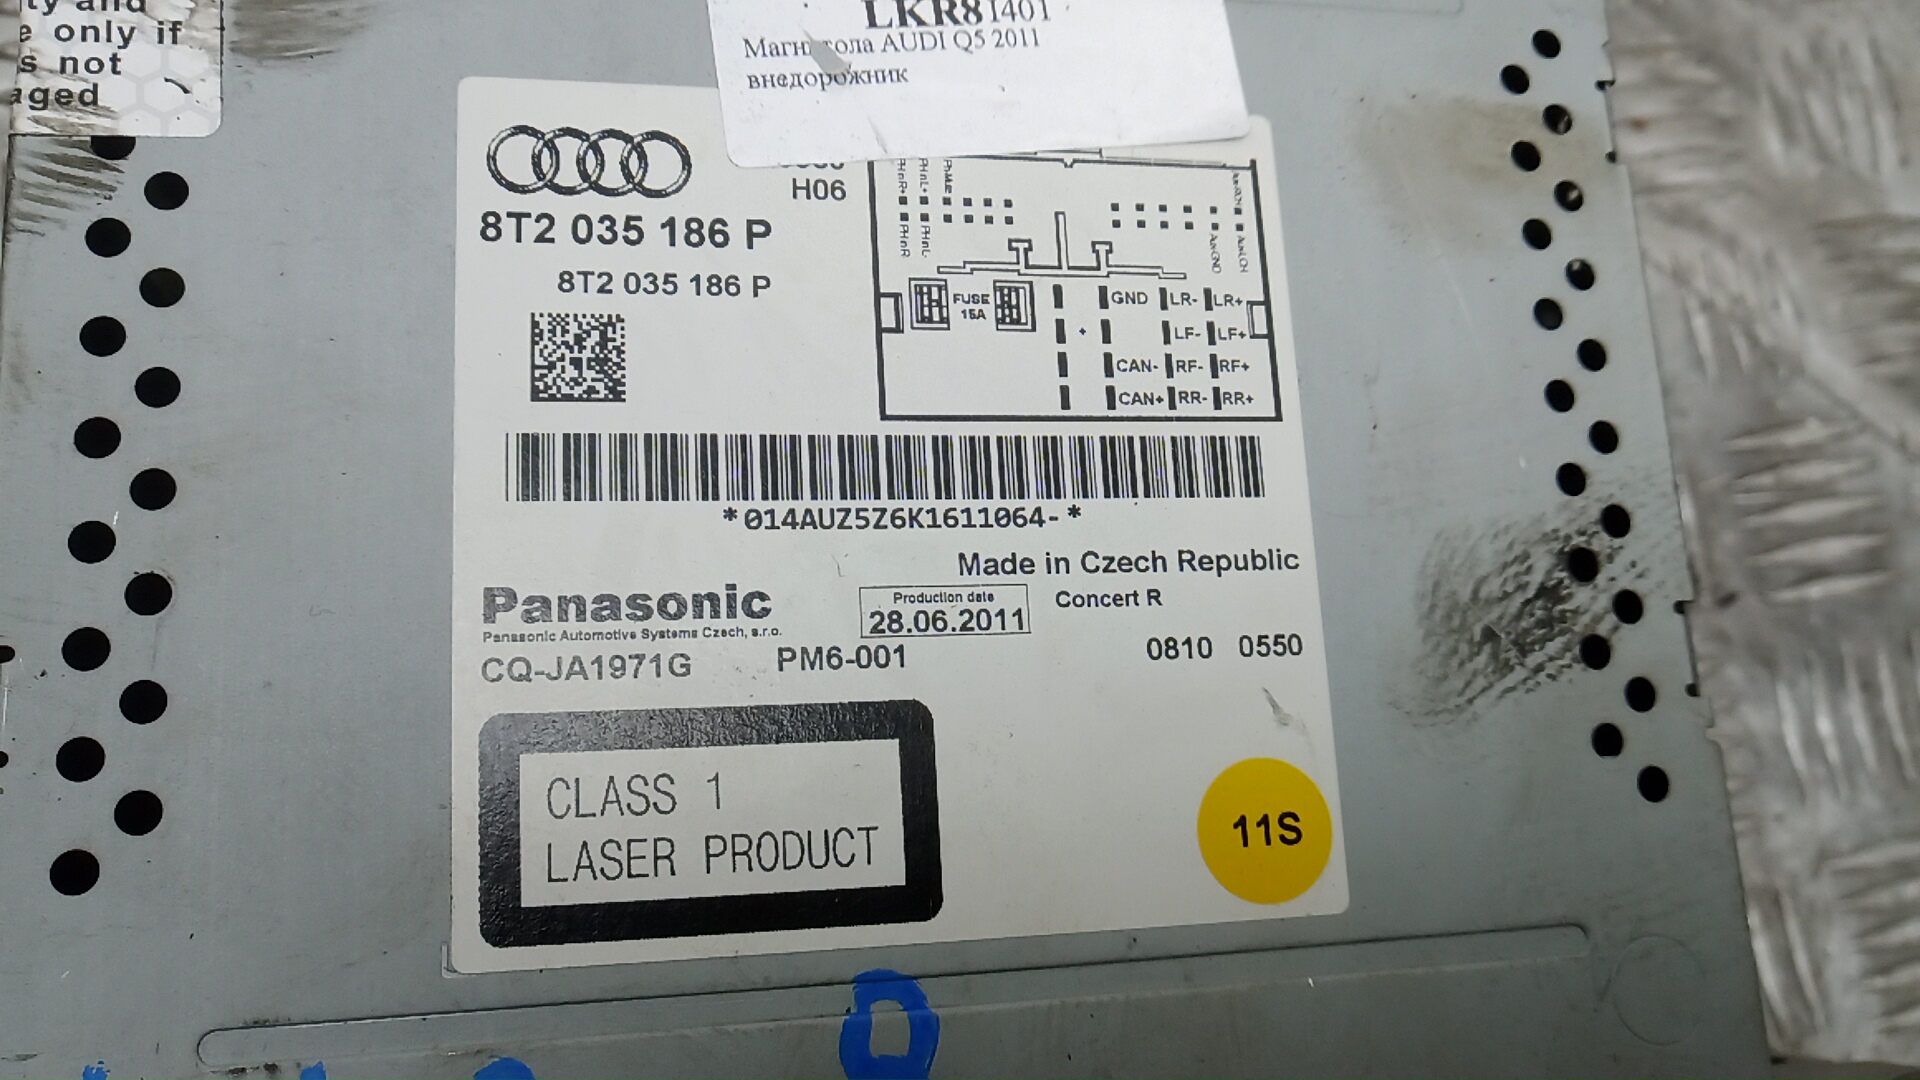 ty and
e only if
s not
aged
LKR81401
Магнитола AUDI Q5 2011
внедорожник
H06
8T2 035 186 P
8T2 035 186 P
FUSE
15A
GND LR- LR+
+ LF- LF+
CAN- RF- RF+
CAN+ RR- RR+
*014AUZ5Z6K1611064-*
Made in Czech Republic
Panasonic
Panasonic Automotive Systems Czech, s.r.o.
Production date
28.06.2011
Concert R
CQ-JA1971G
PM6-001
0810 0550
CLASS 1
LASER PRODUCT
11S